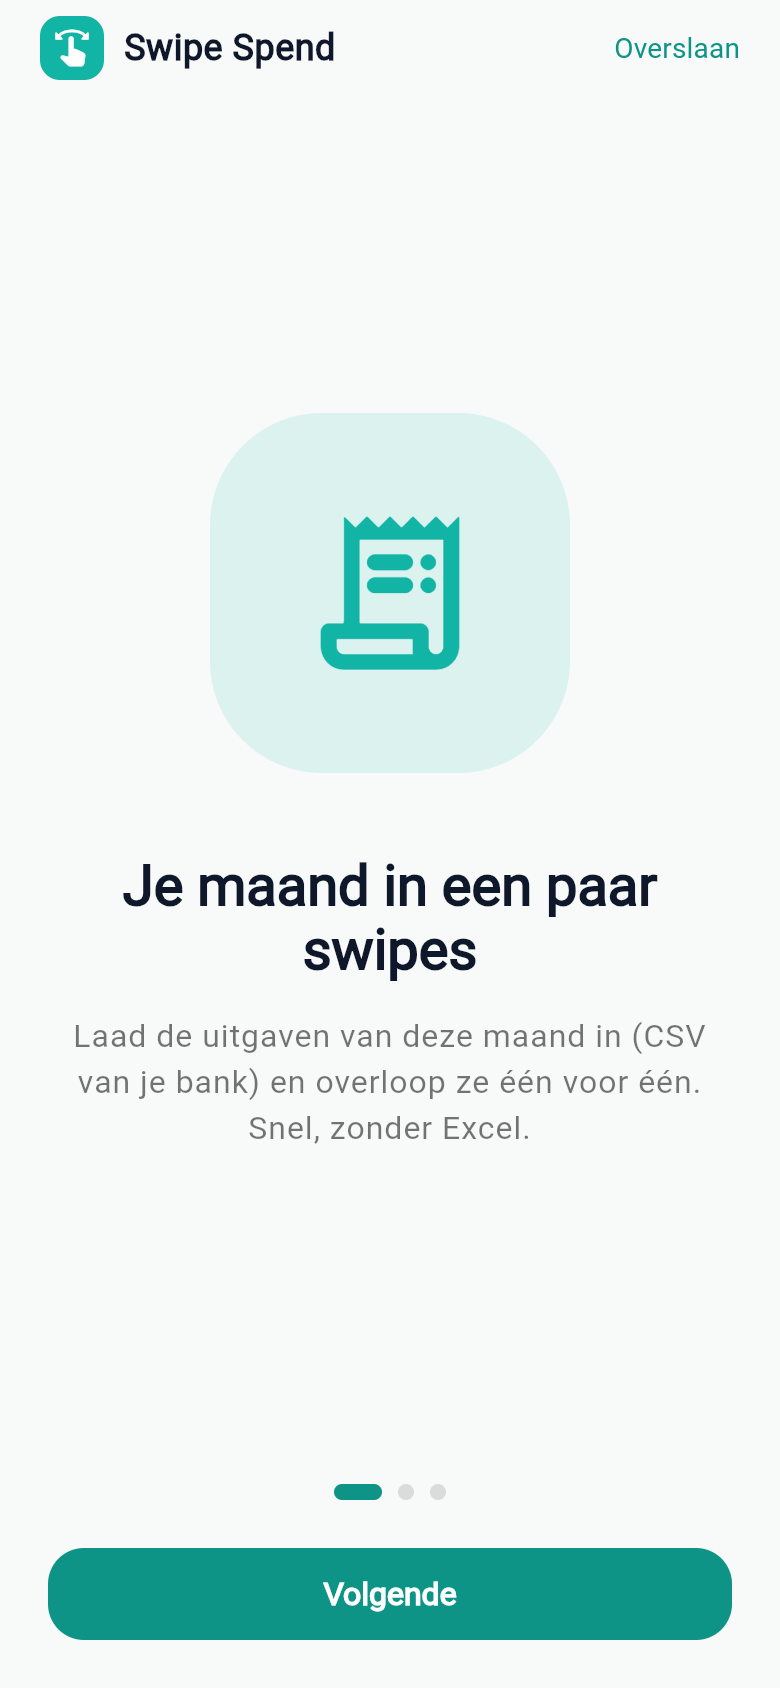 Swipe Spend
Overslaan
Je maand in een paar
swipes
Laad de uitgaven van deze maand in (CSV
van je bank) en overloop ze één voor één.
Snel, zonder Excel.
Volgende